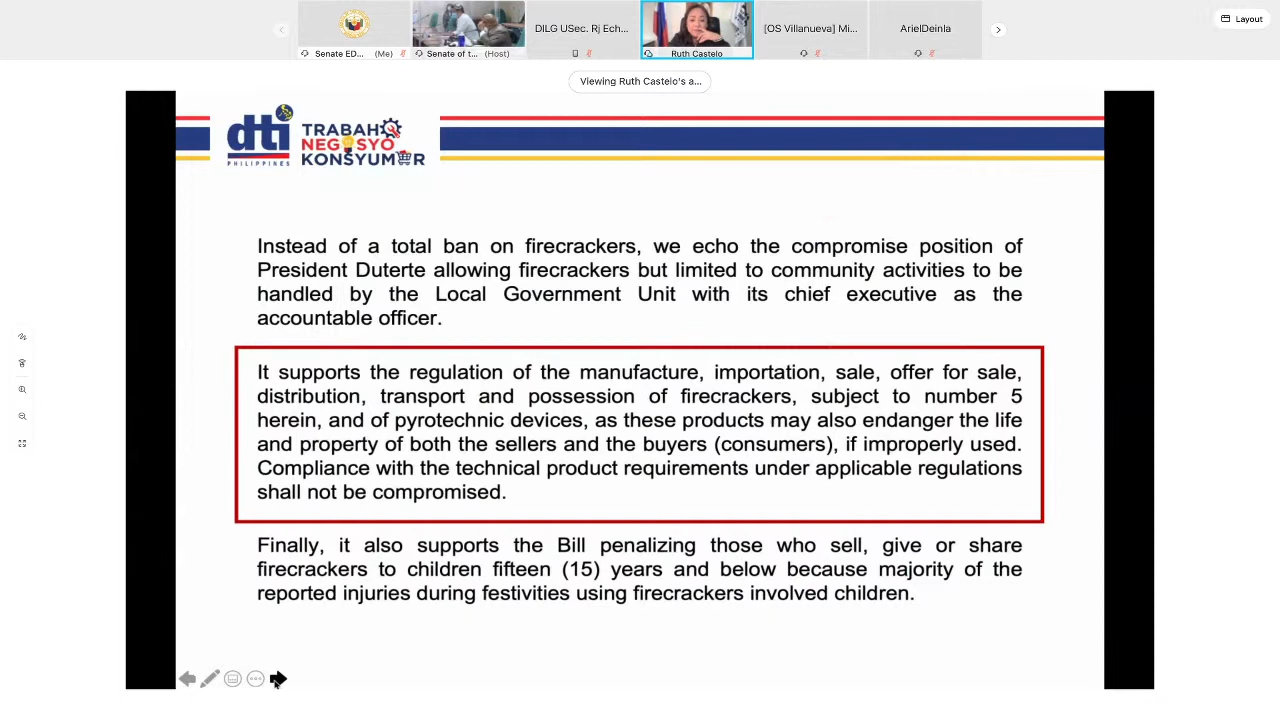 Layout
Senate ED... (Me)
Senate of t... (Host)
DILG USec. Rj Ech...
Ruth Castelo
[OS Villanueva] Mi...
ArielDeinla
Viewing Ruth Castelo's a...
dti
PHILIPPINES
TRABAHO
NEGOSYO
KONSYUMER
Instead of a total ban on firecrackers, we echo the compromise position of
President Duterte allowing firecrackers but limited to community activities to be
handled by the Local Government Unit with its chief executive as the
accountable officer.
It supports the regulation of the manufacture, importation, sale, offer for sale,
distribution, transport and possession of firecrackers, subject to number 5
herein, and of pyrotechnic devices, as these products may also endanger the life
and property of both the sellers and the buyers (consumers), if improperly used.
Compliance with the technical product requirements under applicable regulations
shall not be compromised.
Finally, it also supports the Bill penalizing those who sell, give or share
firecrackers to children fifteen (15) years and below because majority of the
reported injuries during festivities using firecrackers involved children.